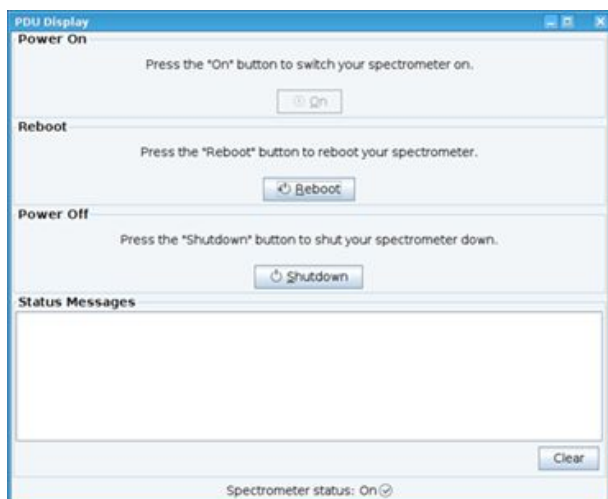 PDU Display
Power On
Press the "On" button to switch your spectrometer on.
On
Reboot
Press the "Reboot" button to reboot your spectrometer.
Reboot
Power Off
Press the "Shutdown" button to shut your spectrometer down.
Shutdown
Status Messages
Clear
Spectrometer status: On